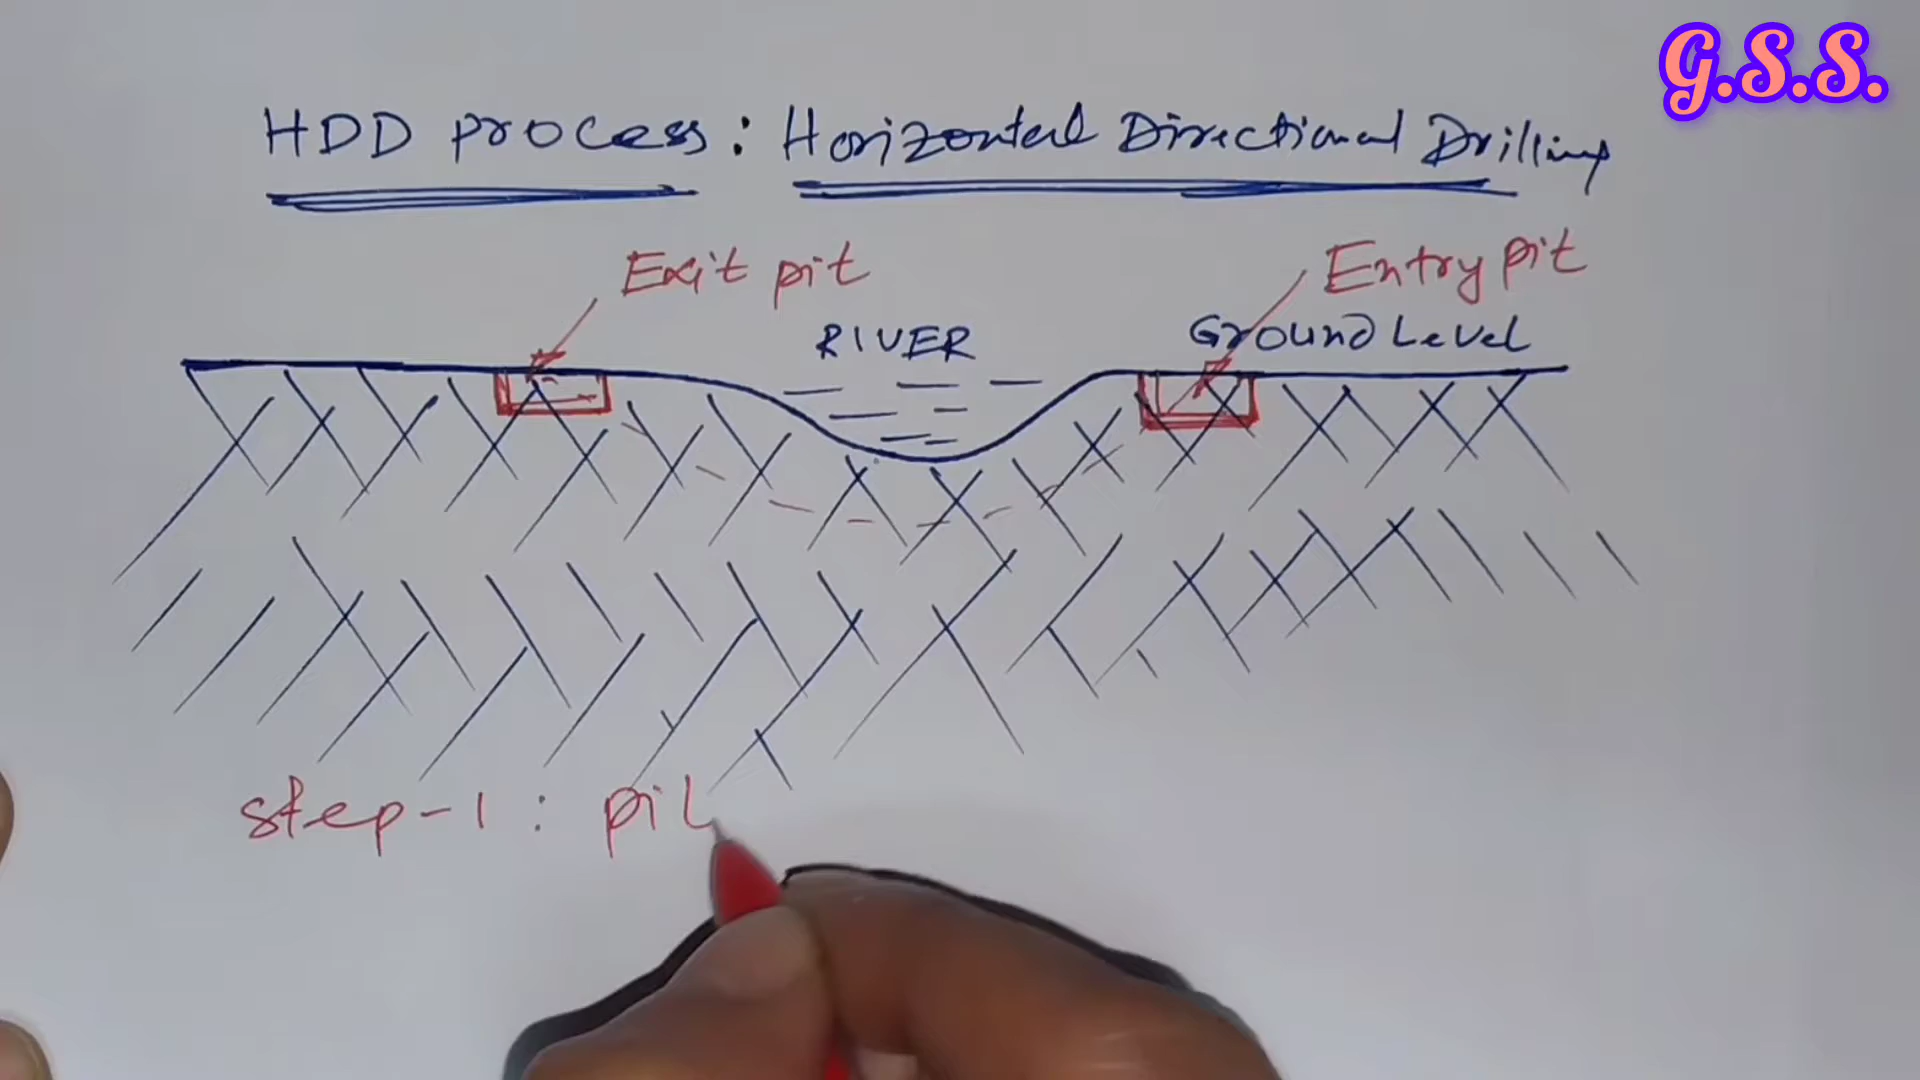 G.S.S.
HDD process : Horizontal Directional Drilling
Exit pit
Entry pit
RIVER
Ground Level
step-1 : pil